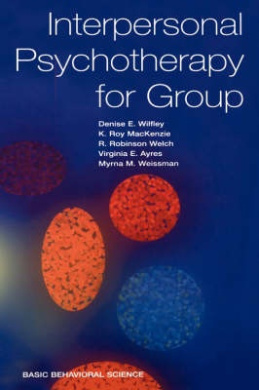 Interpersonal
Psychotherapy
for Group
Denise E. Wilfley
K. Roy MacKenzie
R. Robinson Welch
Virginia E. Ayres
Myrna M. Weissman
BASIC BEHAVIORAL SCIENCE